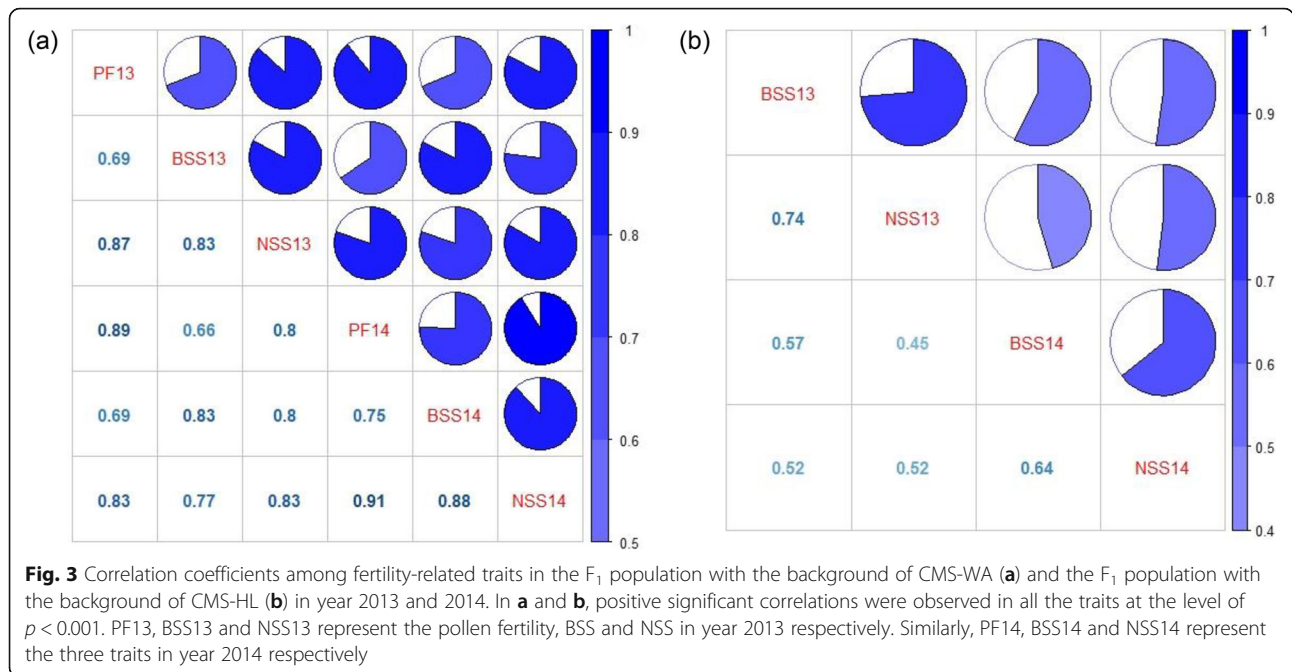 (a)
PF13
0.69 BSS13
0.87 0.83 NSS13
0.89 0.66 0.8 PF14
0.69 0.83 0.8 0.75 BSS14
0.83 0.77 0.83 0.91 0.88 NSS14
1
0.9
0.8
0.7
0.6
0.5
(b)
BSS13
0.74 NSS13
0.57 0.45 BSS14
0.52 0.52 0.64 NSS14
1
0.9
0.8
0.7
0.6
0.5
0.4
Fig. 3 Correlation coefficients among fertility-related traits in the F1 population with the background of CMS-WA (a) and the F1 population with
the background of CMS-HL (b) in year 2013 and 2014. In a and b, positive significant correlations were observed in all the traits at the level of
p < 0.001. PF13, BSS13 and NSS13 represent the pollen fertility, BSS and NSS in year 2013 respectively. Similarly, PF14, BSS14 and NSS14 represent
the three traits in year 2014 respectively